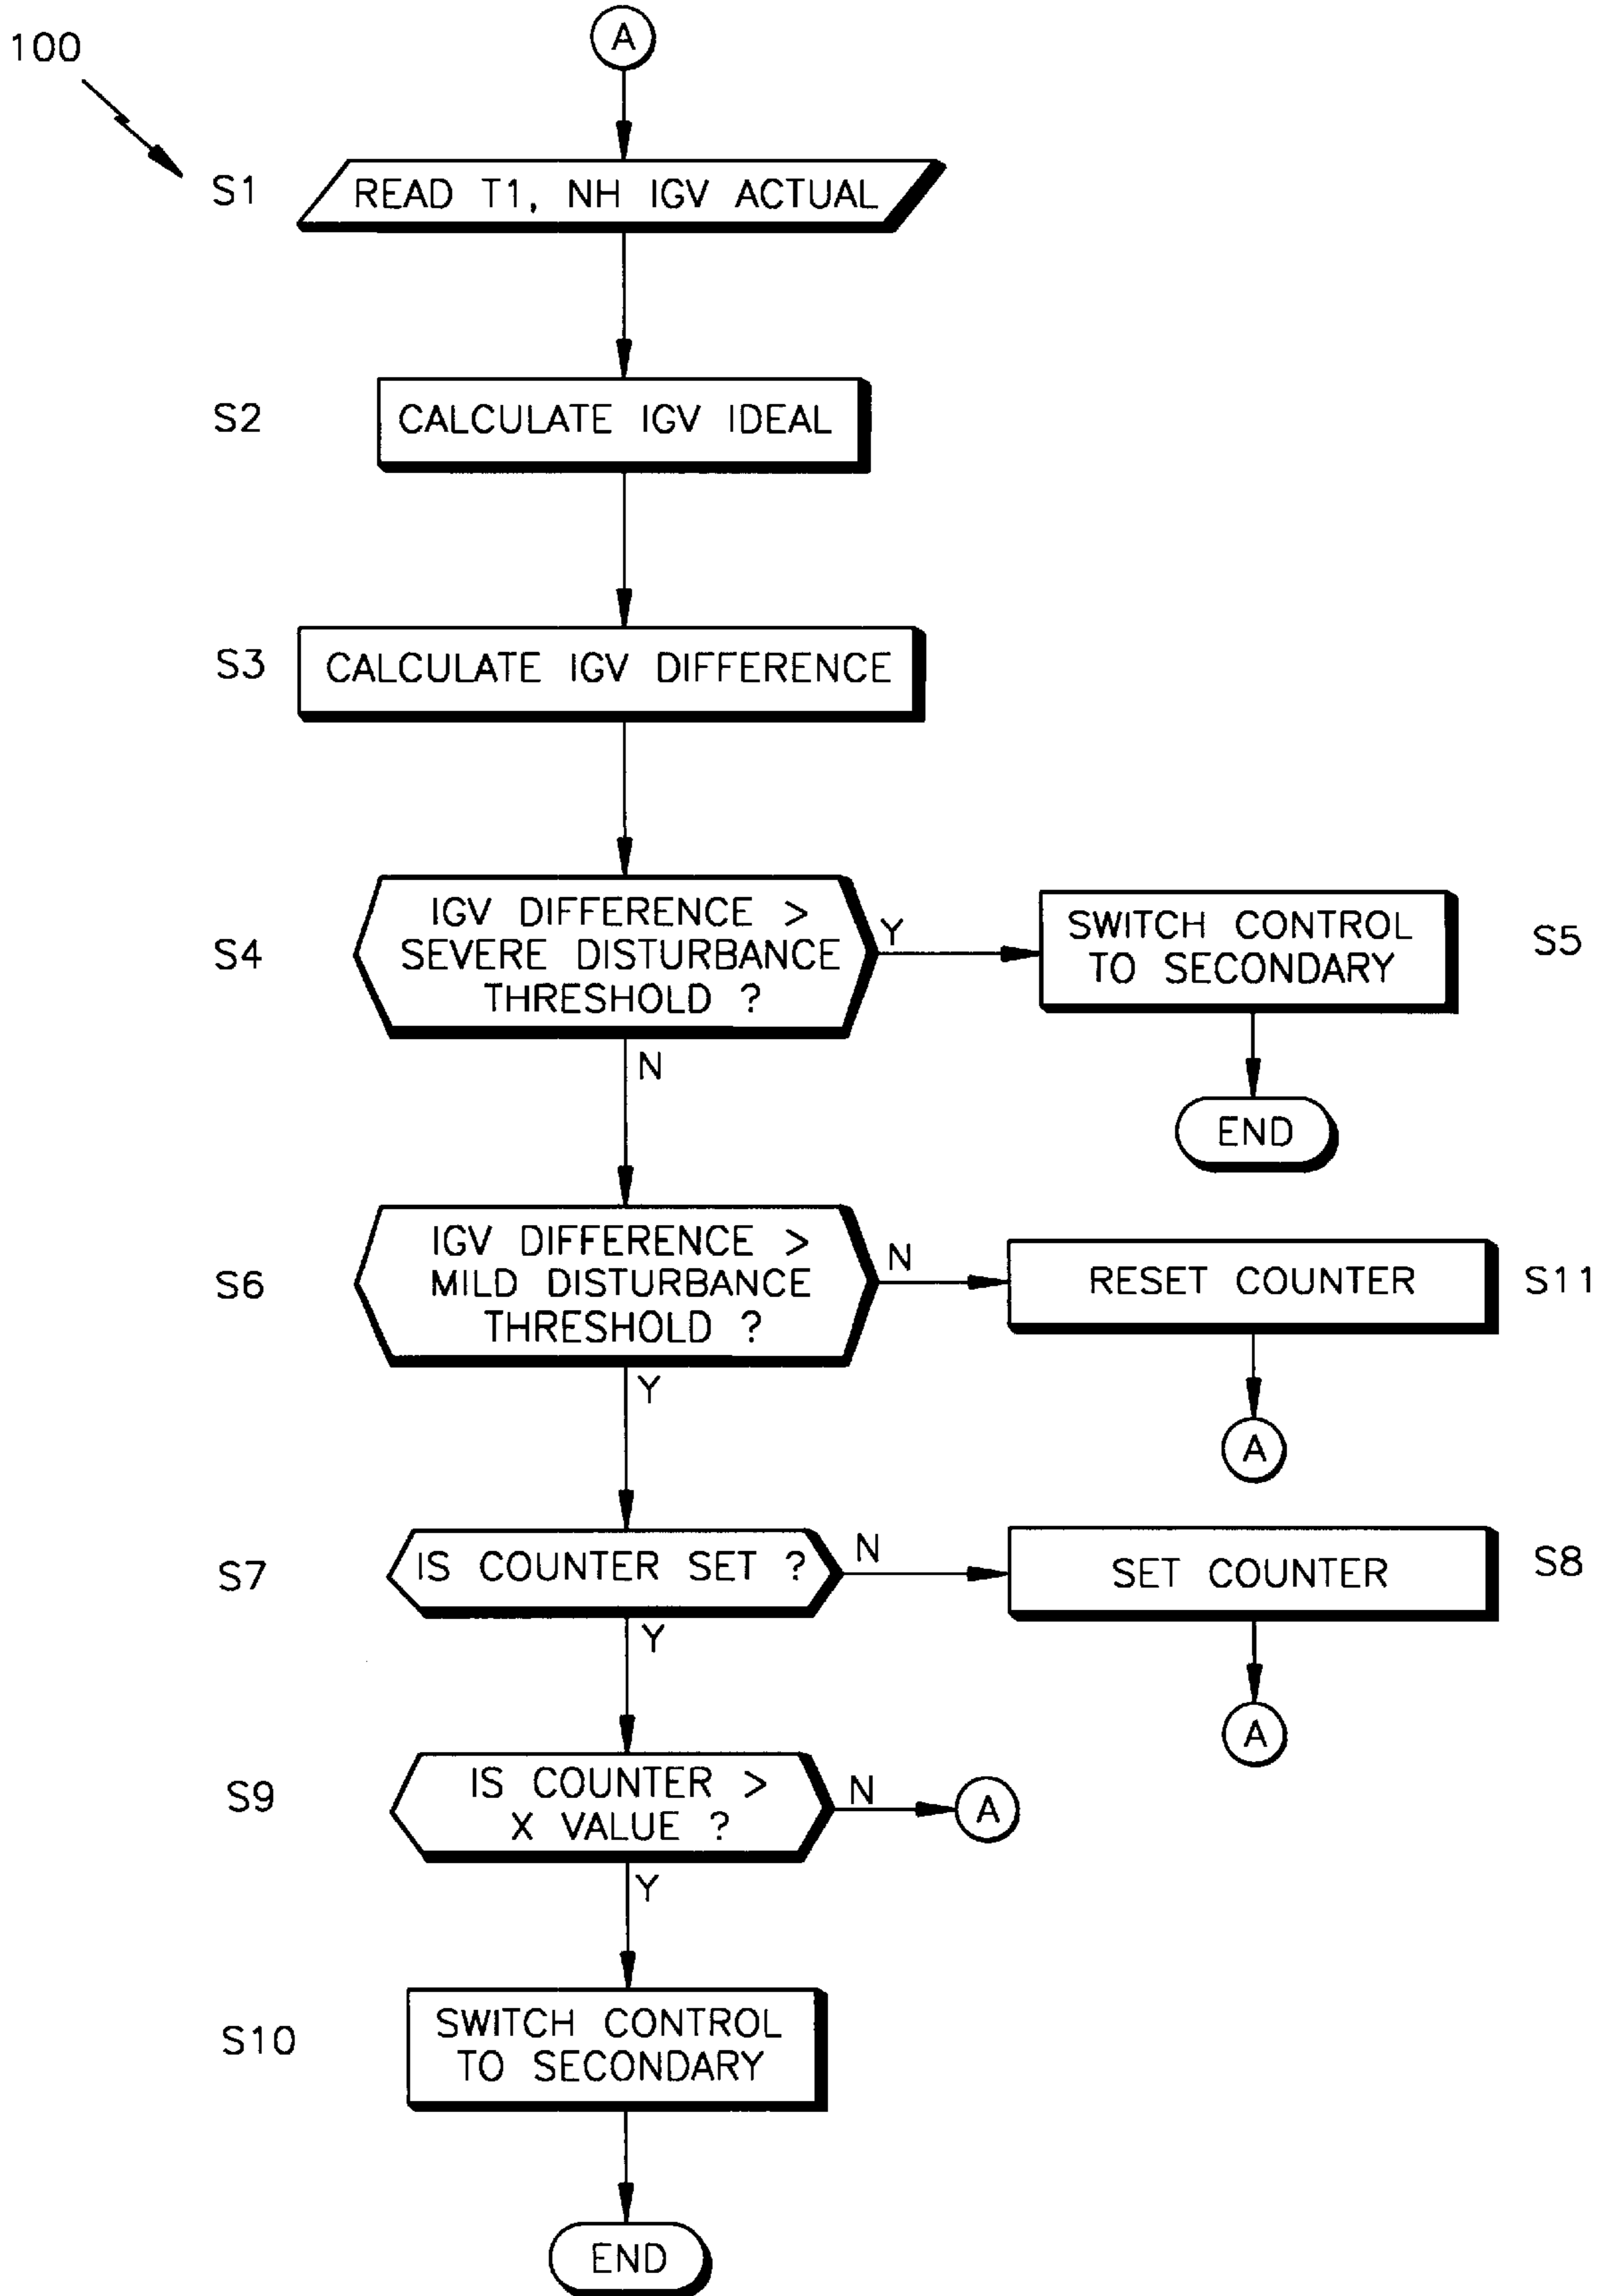 100
A
S1
READ T1, NH IGV ACTUAL
S2
CALCULATE IGV IDEAL
S3
CALCULATE IGV DIFFERENCE
S4
IGV DIFFERENCE >
SEVERE DISTURBANCE
THRESHOLD ?
Y
SWITCH CONTROL
TO SECONDARY
S5
N
END
S6
IGV DIFFERENCE >
MILD DISTURBANCE
THRESHOLD ?
N
RESET COUNTER
S11
Y
A
S7
IS COUNTER SET ?
N
SET COUNTER
S8
Y
A
S9
IS COUNTER >
X VALUE ?
N
A
Y
S10
SWITCH CONTROL
TO SECONDARY
END